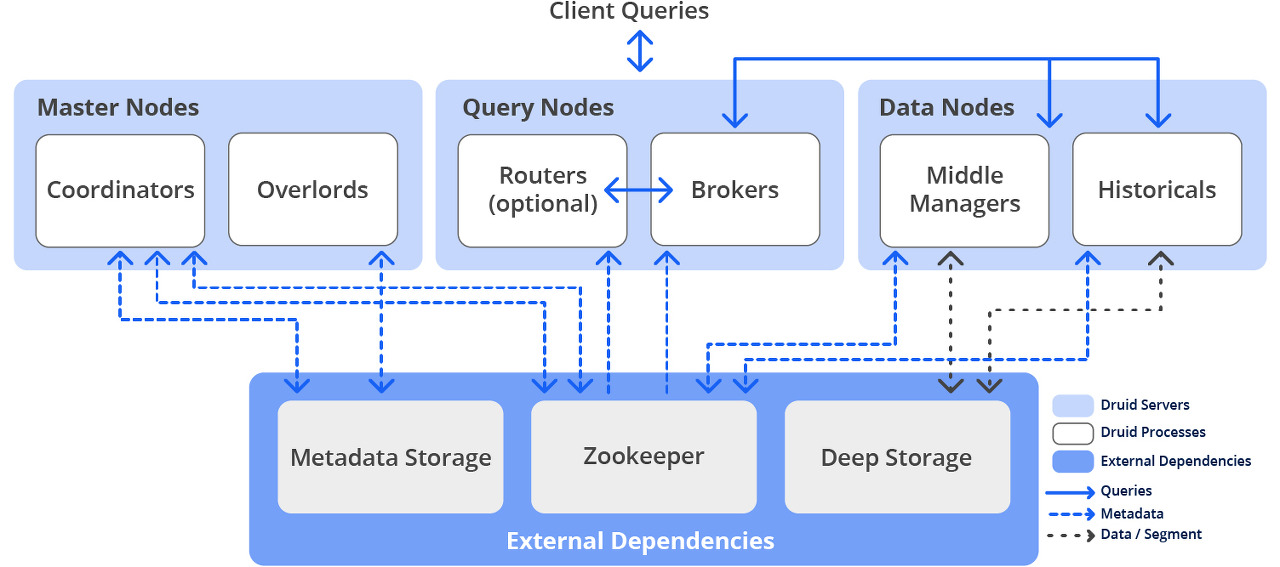 Client Queries
Master Nodes
Query Nodes
Data Nodes
Coordinators
Overlords
Routers
(optional)
Brokers
Middle
Managers
Historicals
Metadata Storage
Zookeeper
Deep Storage
External Dependencies
Druid Servers
Druid Processes
External Dependencies
Queries
Metadata
Data / Segment